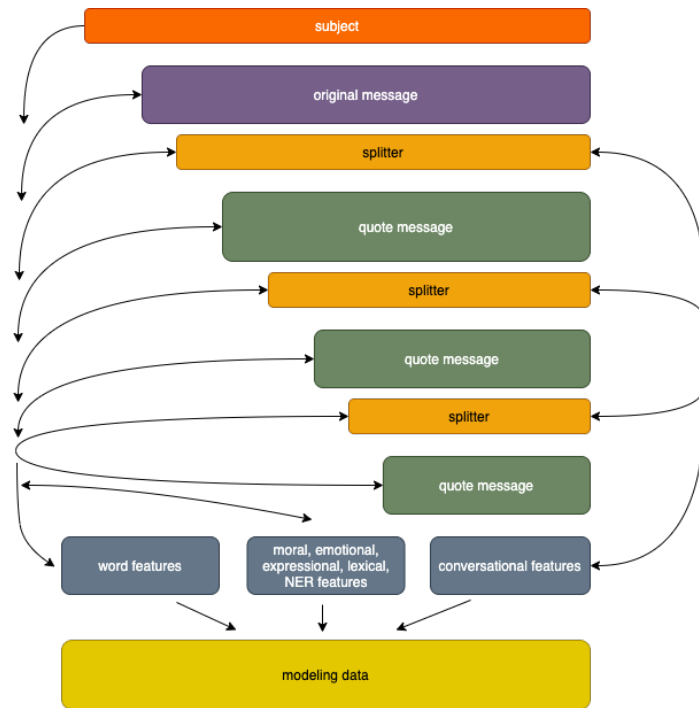 subject
original message
splitter
quote message
splitter
quote message
splitter
quote message
word features
moral, emotional,
expressional, lexical,
NER features
conversational features
modeling data